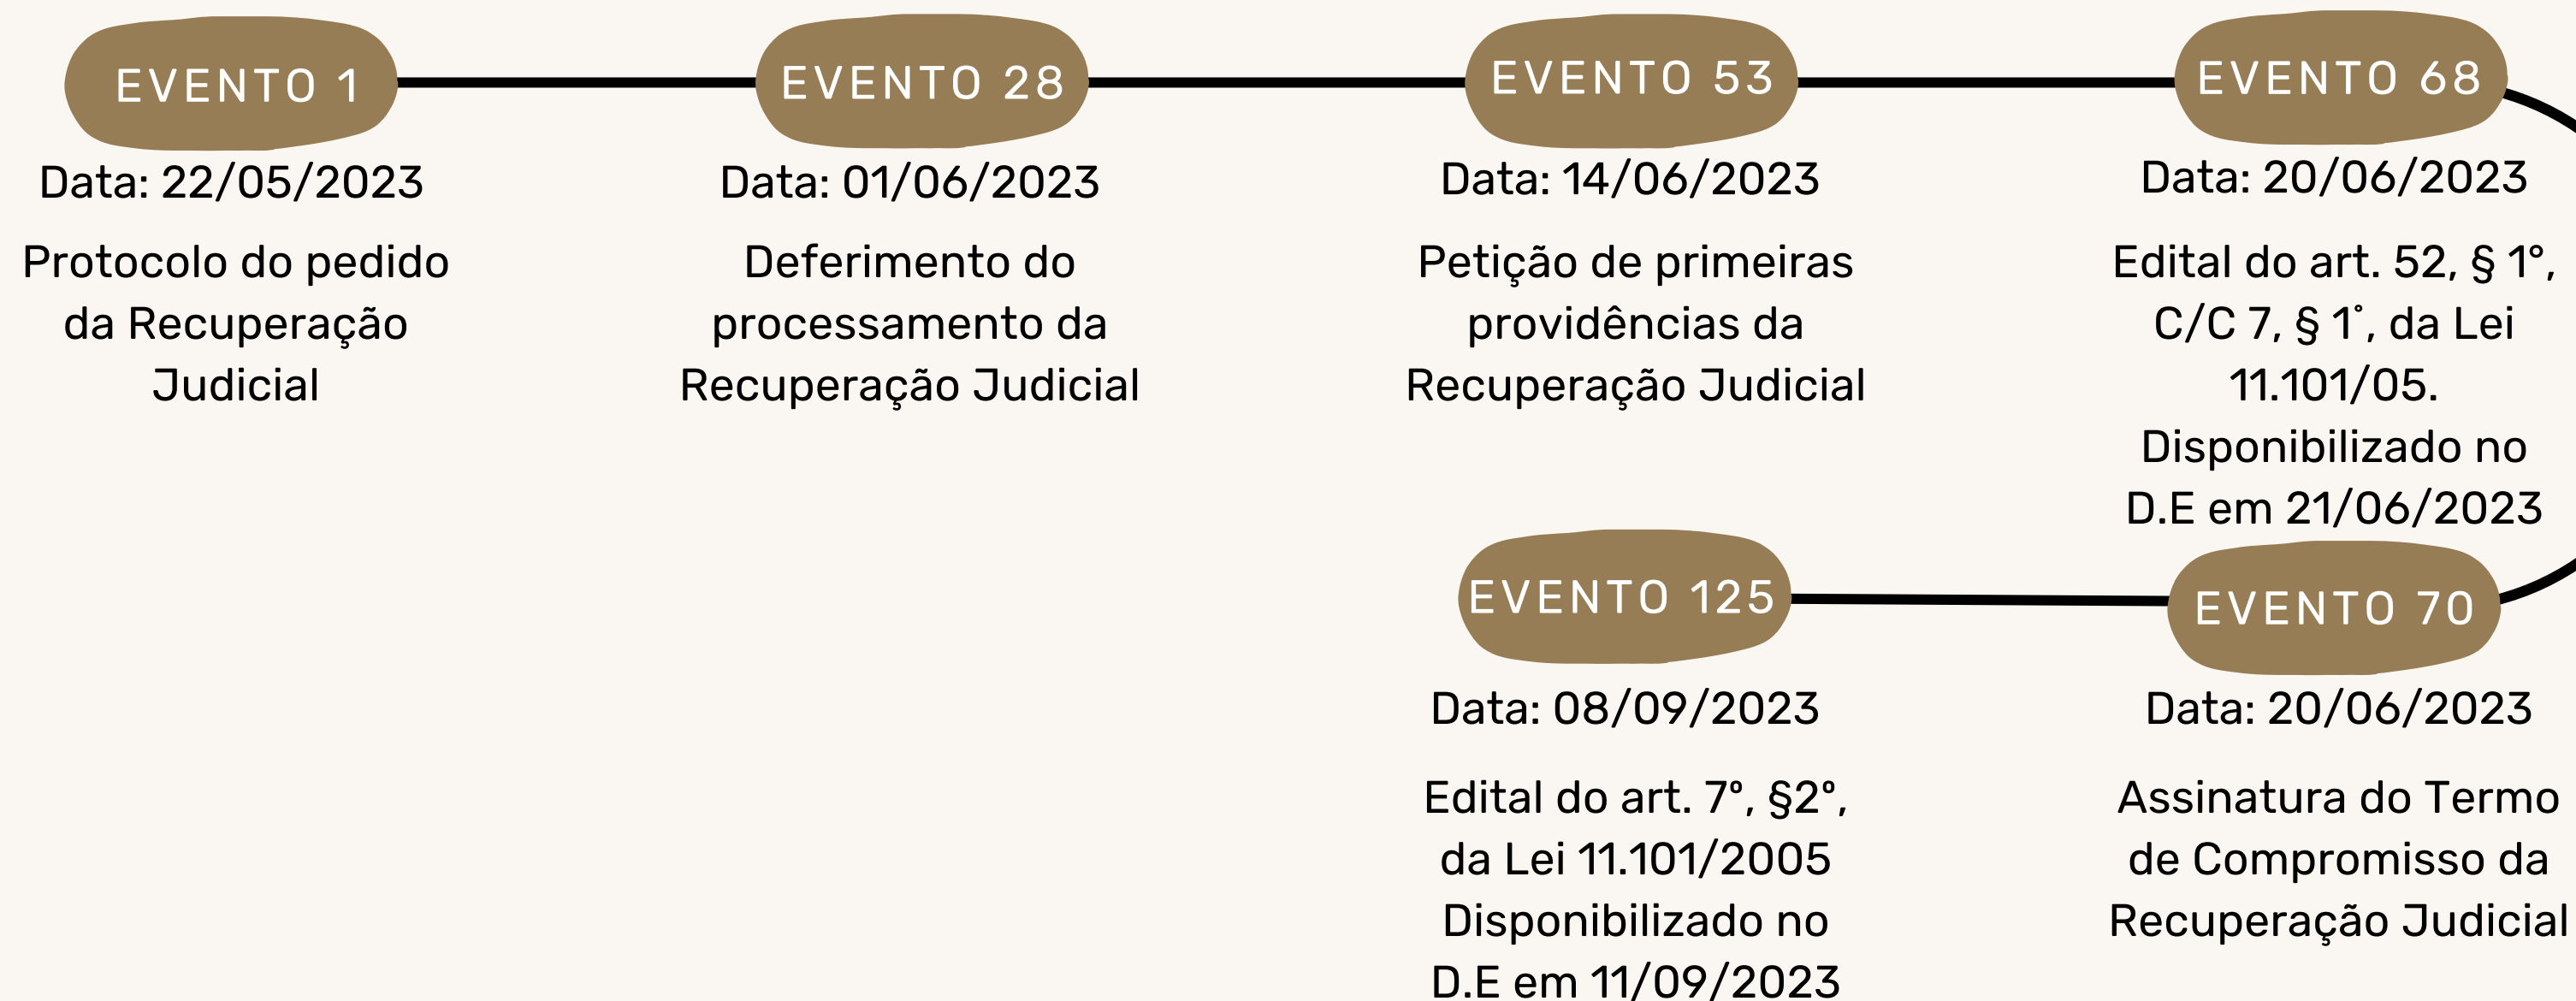 EVENTO 1
Data: 22/05/2023
Protocolo do pedido
da Recuperação
Judicial
EVENTO 28
Data: 01/06/2023
Deferimento do
processamento da
Recuperação Judicial
EVENTO 53
Data: 14/06/2023
Petição de primeiras
providências da
Recuperação Judicial
EVENTO 68
Data: 20/06/2023
Edital do art. 52, § 1º,
C/C 7, § 1°, da Lei
11.101/05.
Disponibilizado no
D.E em 21/06/2023
EVENTO 70
Data: 20/06/2023
Assinatura do Termo
de Compromisso da
Recuperação Judicial
EVENTO 125
Data: 08/09/2023
Edital do art. 7º, §2º,
da Lei 11.101/2005
Disponibilizado no
D.E em 11/09/2023